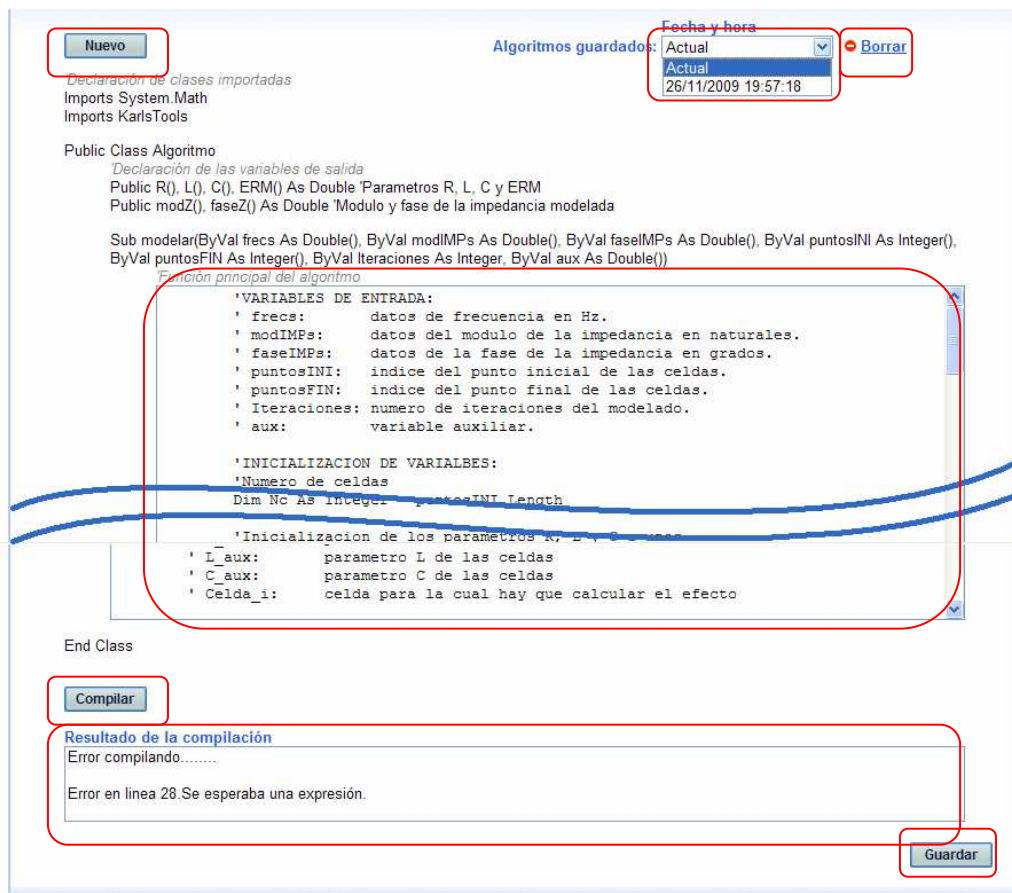 Fecha y hora
Nuevo
Algoritmos guardados: Actual
Borrar
Actual
26/11/2009 19:57:18
'Declaración de clases importadas
Imports System.Math
Imports KarlsTools
Public Class Algoritmo
'Declaración de las variables de salida
Public R(), L(), C(), ERM() As Double 'Parametros R, L, C y ERM
Public modZ(), faseZ() As Double 'Modulo y fase de la impedancia modelada
Sub modelar(ByVal frecs As Double(), ByVal modIMPs As Double(), ByVal faseIMPs As Double(), ByVal puntosINI As Integer(),
ByVal puntosFIN As Integer(), ByVal Iteraciones As Integer, ByVal aux As Double())
'Función principal del algoritmo
'VARIABLES DE ENTRADA:
' frecs: datos de frecuencia en Hz.
' modIMPs: datos del modulo de la impedancia en naturales.
' faseIMPs: datos de la fase de la impedancia en grados.
' puntosINI: indice del punto inicial de las celdas.
' puntosFIN: indice del punto final de las celdas.
' Iteraciones: numero de iteraciones del modelado.
' aux: variable auxiliar.
'INICIALIZACION DE VARIALBES:
'Numero de celdas
Dim Nc As Integer puntosINI Length
'Inicializacion de los parametros R, L
' L_aux: parametro L de las celdas
' C_aux: parametro C de las celdas
' Celda_i: celda para la cual hay que calcular el efecto
End Class
Compilar
Resultado de la compilación
Error compilando........
Error en linea 28.Se esperaba una expresión.
Guardar